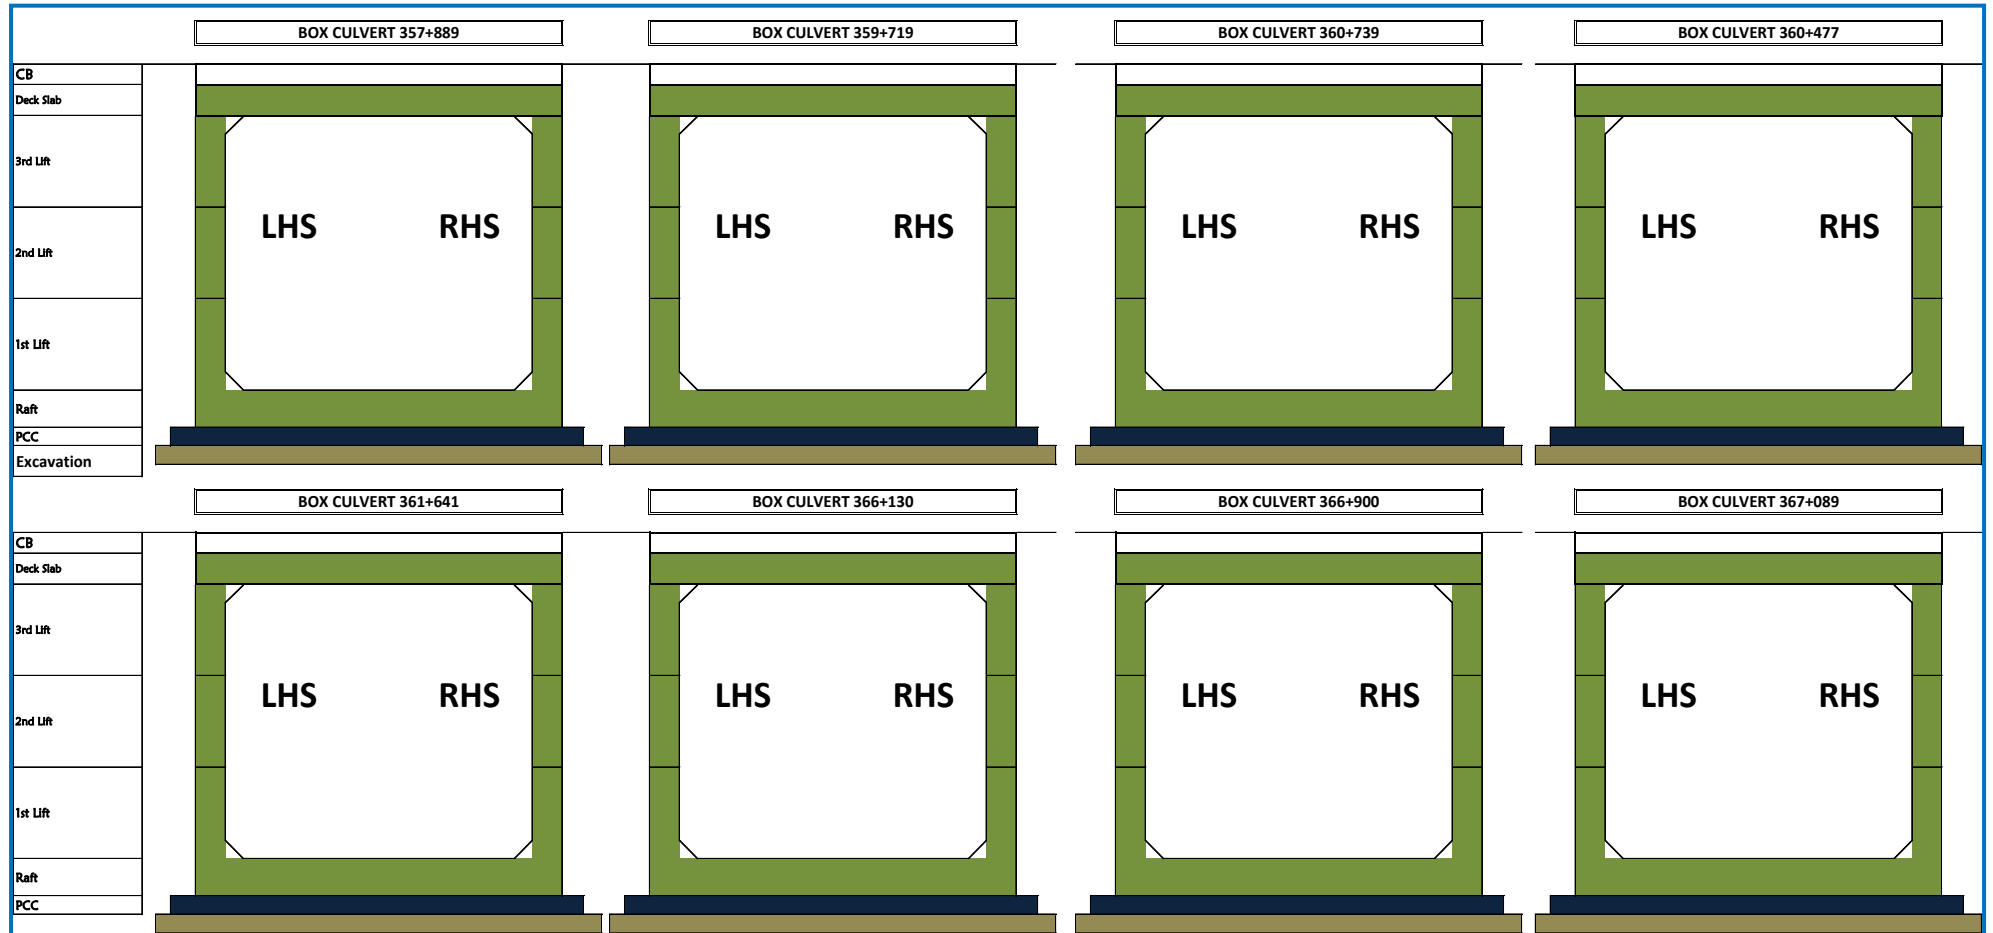 BOX CULVERT 357+889 BOX CULVERT 359+719 BOX CULVERT 360+739 BOX CULVERT 360+477
CB
Deck Slab
3rd Lift
LHS RHS LHS RHS LHS RHS LHS RHS
2nd Lift
1st Lift
Raft
PCC
Excavation
BOX CULVERT 361+641 BOX CULVERT 366+130 BOX CULVERT 366+900 BOX CULVERT 367+089
CB
Deck Slab
3rd Lift
LHS RHS LHS RHS LHS RHS LHS RHS
2nd Lift
1st Lift
Raft
PCC